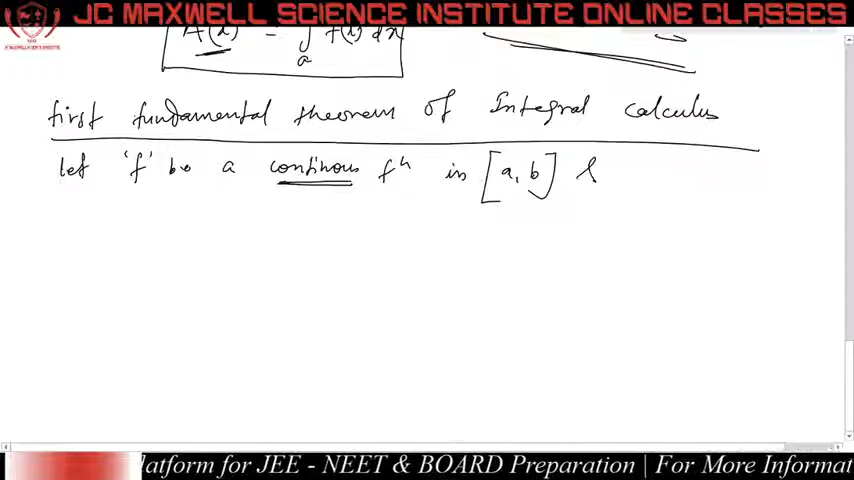 JC MAXWELL SCIENCE INSTITUTE ONLINE CLASSES
A(x) = ∫ f(x) dx
a
first fundamental theorem of Integral calculus
let 'f' be a continous fn in [a, b] &
latform for JEE - NEET & BOARD Preparation | For More Informat